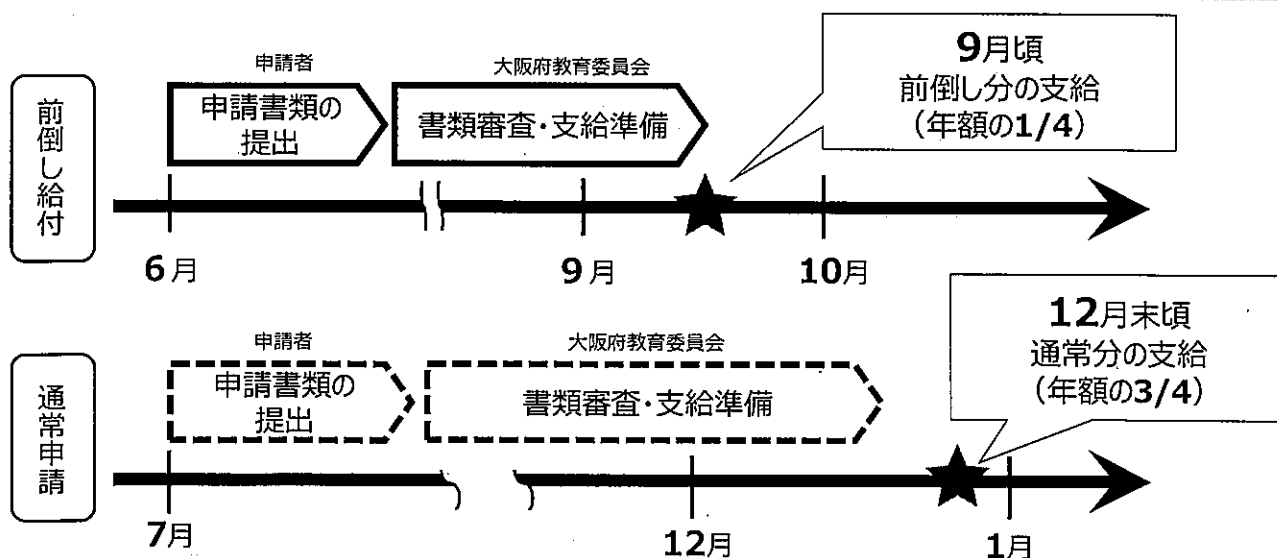 前倒し給付
申請者
申請書類の
提出
大阪府教育委員会
書類審査・支給準備
9月頃
前倒し分の支給
（年額の1/4）
6月
9月
10月
通常申請
申請者
申請書類の
提出
大阪府教育委員会
書類審査・支給準備
12月末頃
通常分の支給
（年額の3/4）
7月
12月
1月